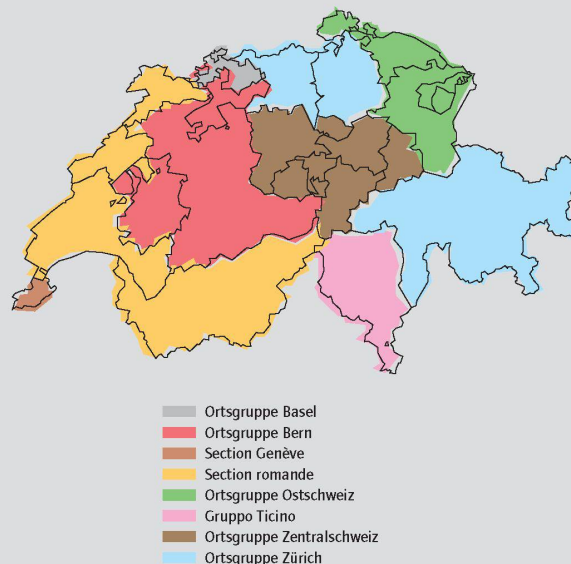 Ortsgruppe Basel
Ortsgruppe Bern
Section Genève
Section romande
Ortsgruppe Ostschweiz
Gruppo Ticino
Ortsgruppe Zentralschweiz
Ortsgruppe Zürich